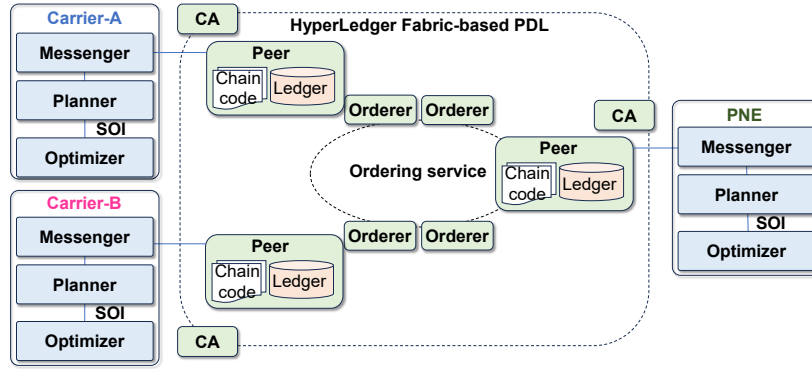 Carrier-A
Messenger
Planner
SOI
Optimizer
Carrier-B
Messenger
Planner
SOI
Optimizer
CA
HyperLedger Fabric-based PDL
Peer
Chain
code
Ledger
Orderer
Orderer
Ordering service
Peer
Chain
code
Ledger
Orderer
Orderer
Peer
Chain
code
Ledger
CA
CA
PNE
Messenger
Planner
SOI
Optimizer